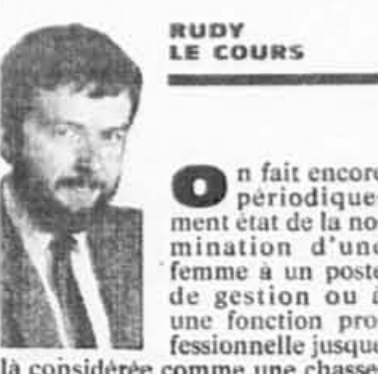 RUDY
LE COURS
On fait encore
périodique-
ment état de la no-
mination d'une
femme à un poste
de gestion ou à
une fonction pro-
fessionnelle jusque
là considérée comme une chasse